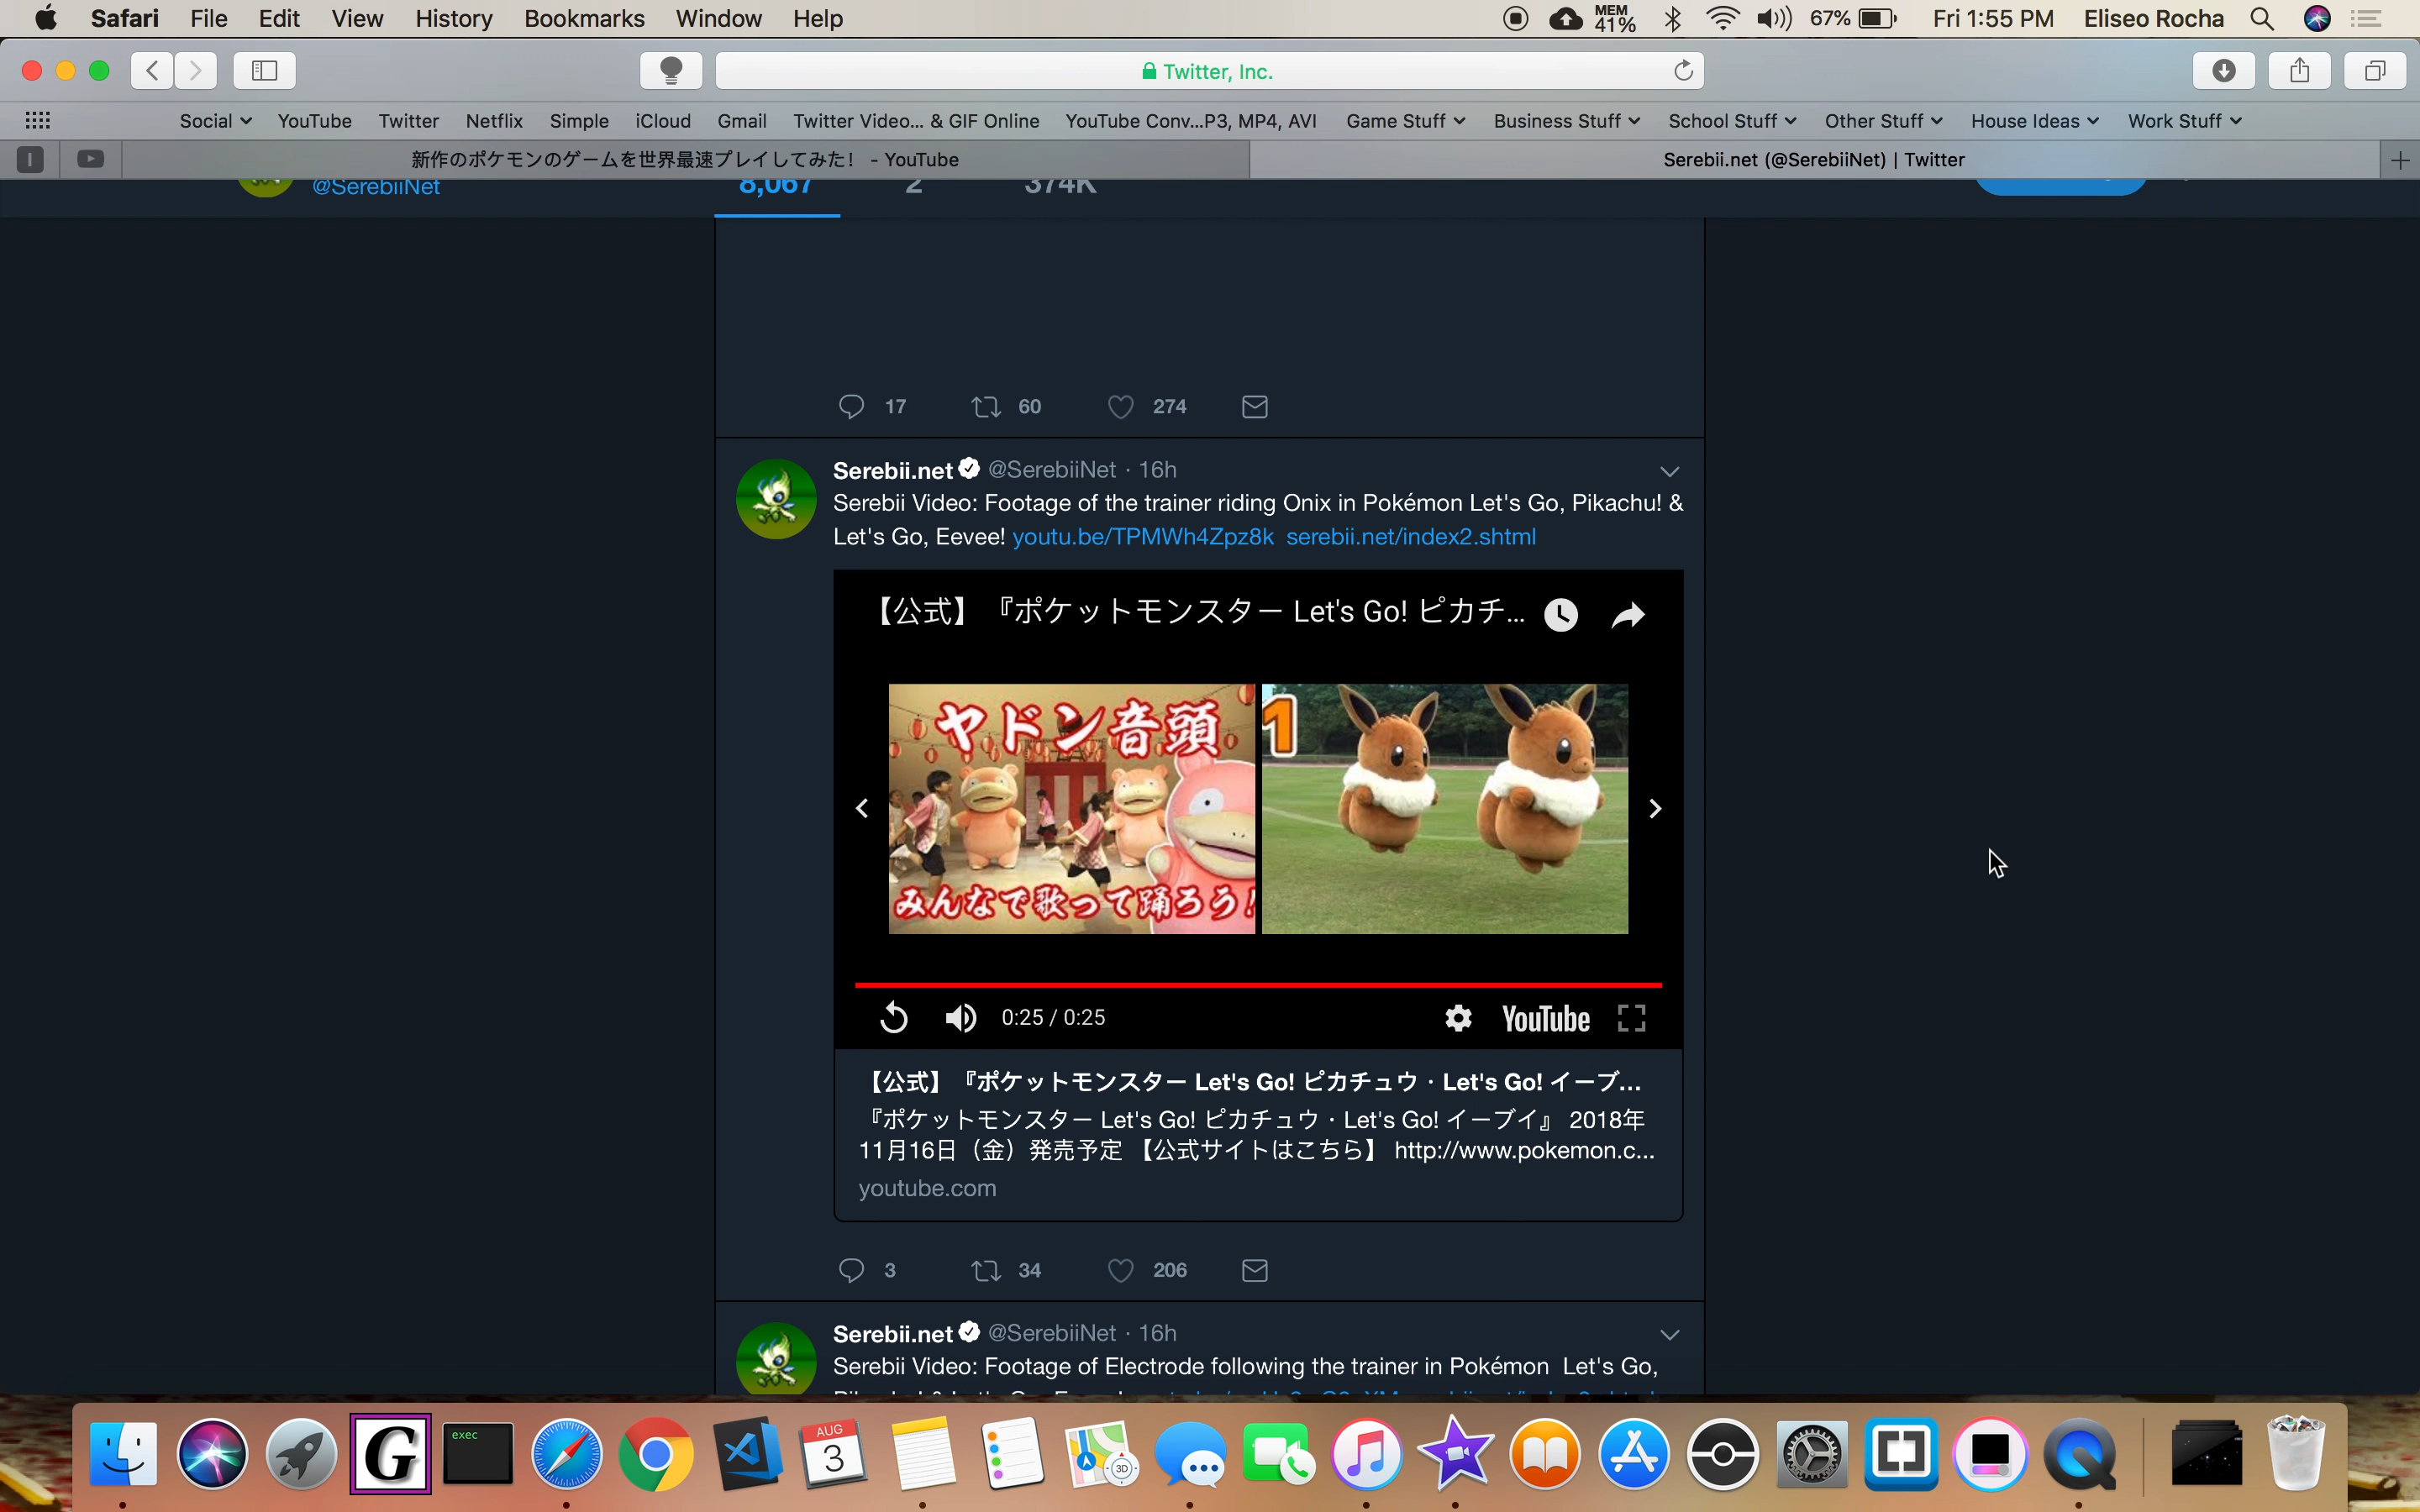 Safari File Edit View History Bookmarks Window Help MEM 41% 67% Fri 1:55 PM Eliseo Rocha
Twitter, Inc.
Social YouTube Twitter Netflix Simple iCloud Gmail Twitter Video... & GIF Online YouTube Conv...P3, MP4, AVI Game Stuff Business Stuff School Stuff Other Stuff House Ideas Work Stuff
I 新作のポケモンのゲームを世界最速プレイしてみた! - YouTube Serebii.net (@SerebiiNet) | Twitter
@SerebiiNet 8,067 2 374K
17 60 274
Serebii.net @SerebiiNet · 16h
Serebii Video: Footage of the trainer riding Onix in Pokémon Let's Go, Pikachu! &
Let's Go, Eevee! youtu.be/TPMWh4Zpz8k serebii.net/index2.shtml
【公式】『ポケットモンスター Let's Go! ピカチ...
ヤドン音頭
1
みんなで歌って踊ろう!
0:25 / 0:25 YouTube
【公式】『ポケットモンスター Let's Go! ピカチュウ・Let's Go! イーブ...
『ポケットモンスター Let's Go! ピカチュウ・Let's Go! イーブイ』 2018年
11月16日（金）発売予定 【公式サイトはこちら】 http://www.pokemon.c...
youtube.com
3 34 206
Serebii.net @SerebiiNet · 16h
Serebii Video: Footage of Electrode following the trainer in Pokémon Let's Go,
G exec AUG 3 3D